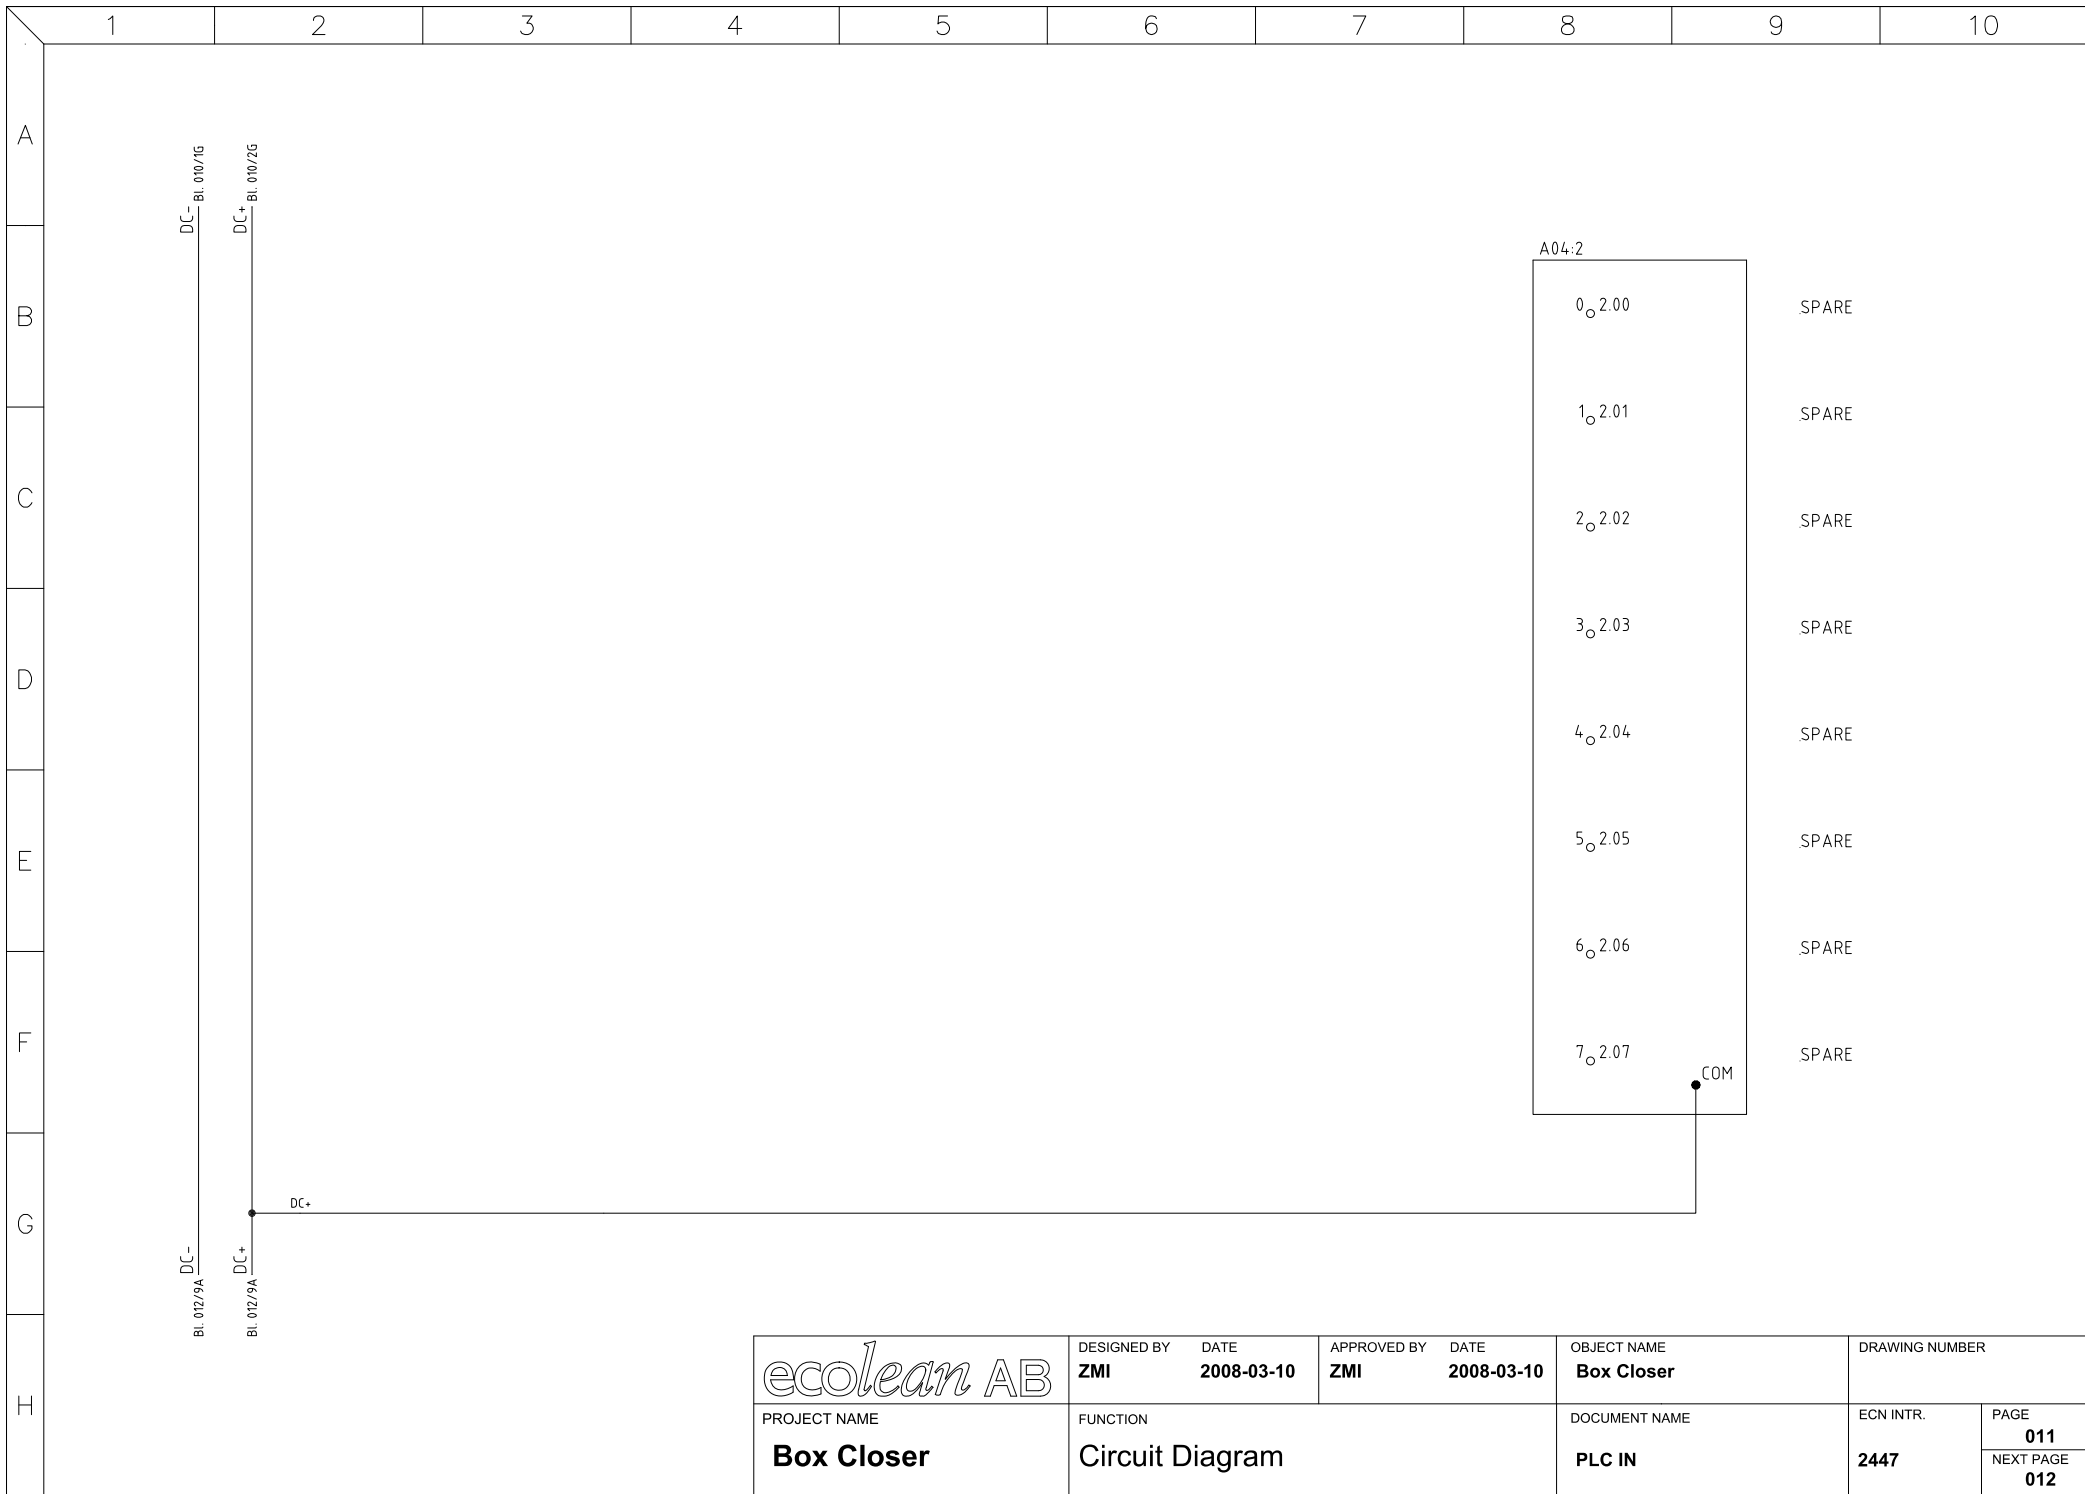 1 2 3 4 5 6 7 8 9 10
A
B
C
D
E
F
G
H
DC- Bl. 010/1G
DC+ Bl. 010/2G
A04:2
0 2.00 SPARE
1 2.01 SPARE
2 2.02 SPARE
3 2.03 SPARE
4 2.04 SPARE
5 2.05 SPARE
6 2.06 SPARE
7 2.07 SPARE
COM
DC+
DC- Bl. 012/9A
DC+ Bl. 012/9A
ecolean AB
DESIGNED BY DATE
ZMI 2008-03-10
APPROVED BY DATE
ZMI 2008-03-10
OBJECT NAME
Box Closer
DRAWING NUMBER
PROJECT NAME
Box Closer
FUNCTION
Circuit Diagram
DOCUMENT NAME
PLC IN
ECN INTR.
2447
PAGE
011
NEXT PAGE
012